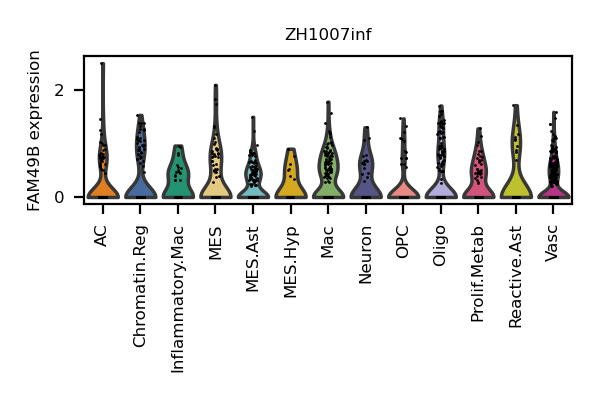 ZH1007inf
FAM49B expression
2
0
AC
Chromatin.Reg
Inflammatory.Mac
MES
MES.Ast
MES.Hyp
Mac
Neuron
OPC
Oligo
Prolif.Metab
Reactive.Ast
Vasc